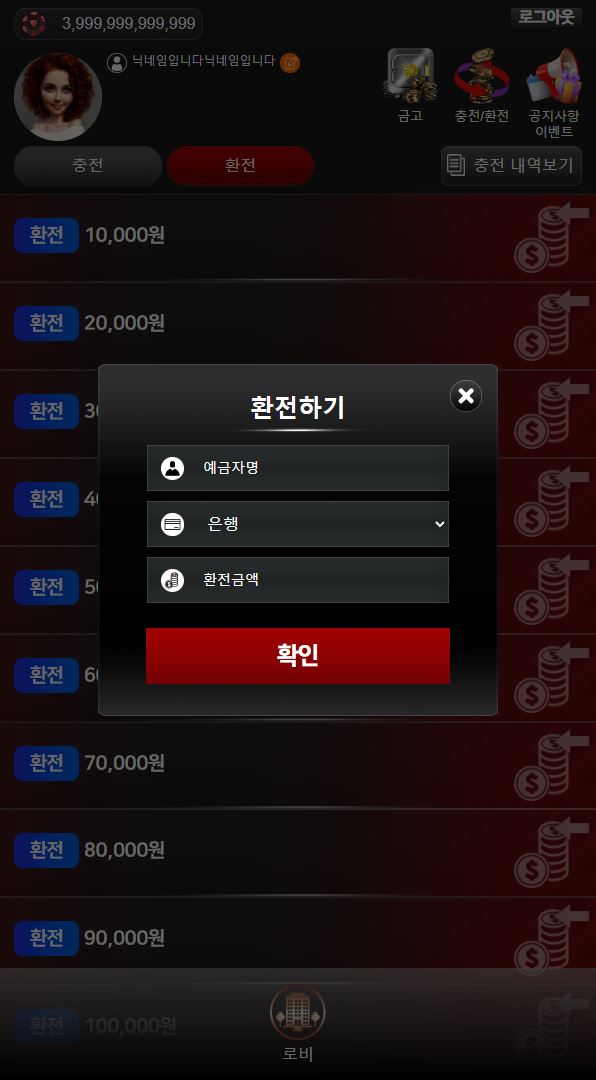 3,999,999,999,999
로그아웃
닉네임입니다닉네임입니다
금고
충전/환전
공지사항
이벤트
충전
환전
충전 내역보기
환전 10,000원
환전 20,000원
환전 3
환전 4
환전 5
환전 6
환전하기
예금자명
은행
환전금액
확인
환전 70,000원
환전 80,000원
환전 90,000원
환전 100,000원
로비